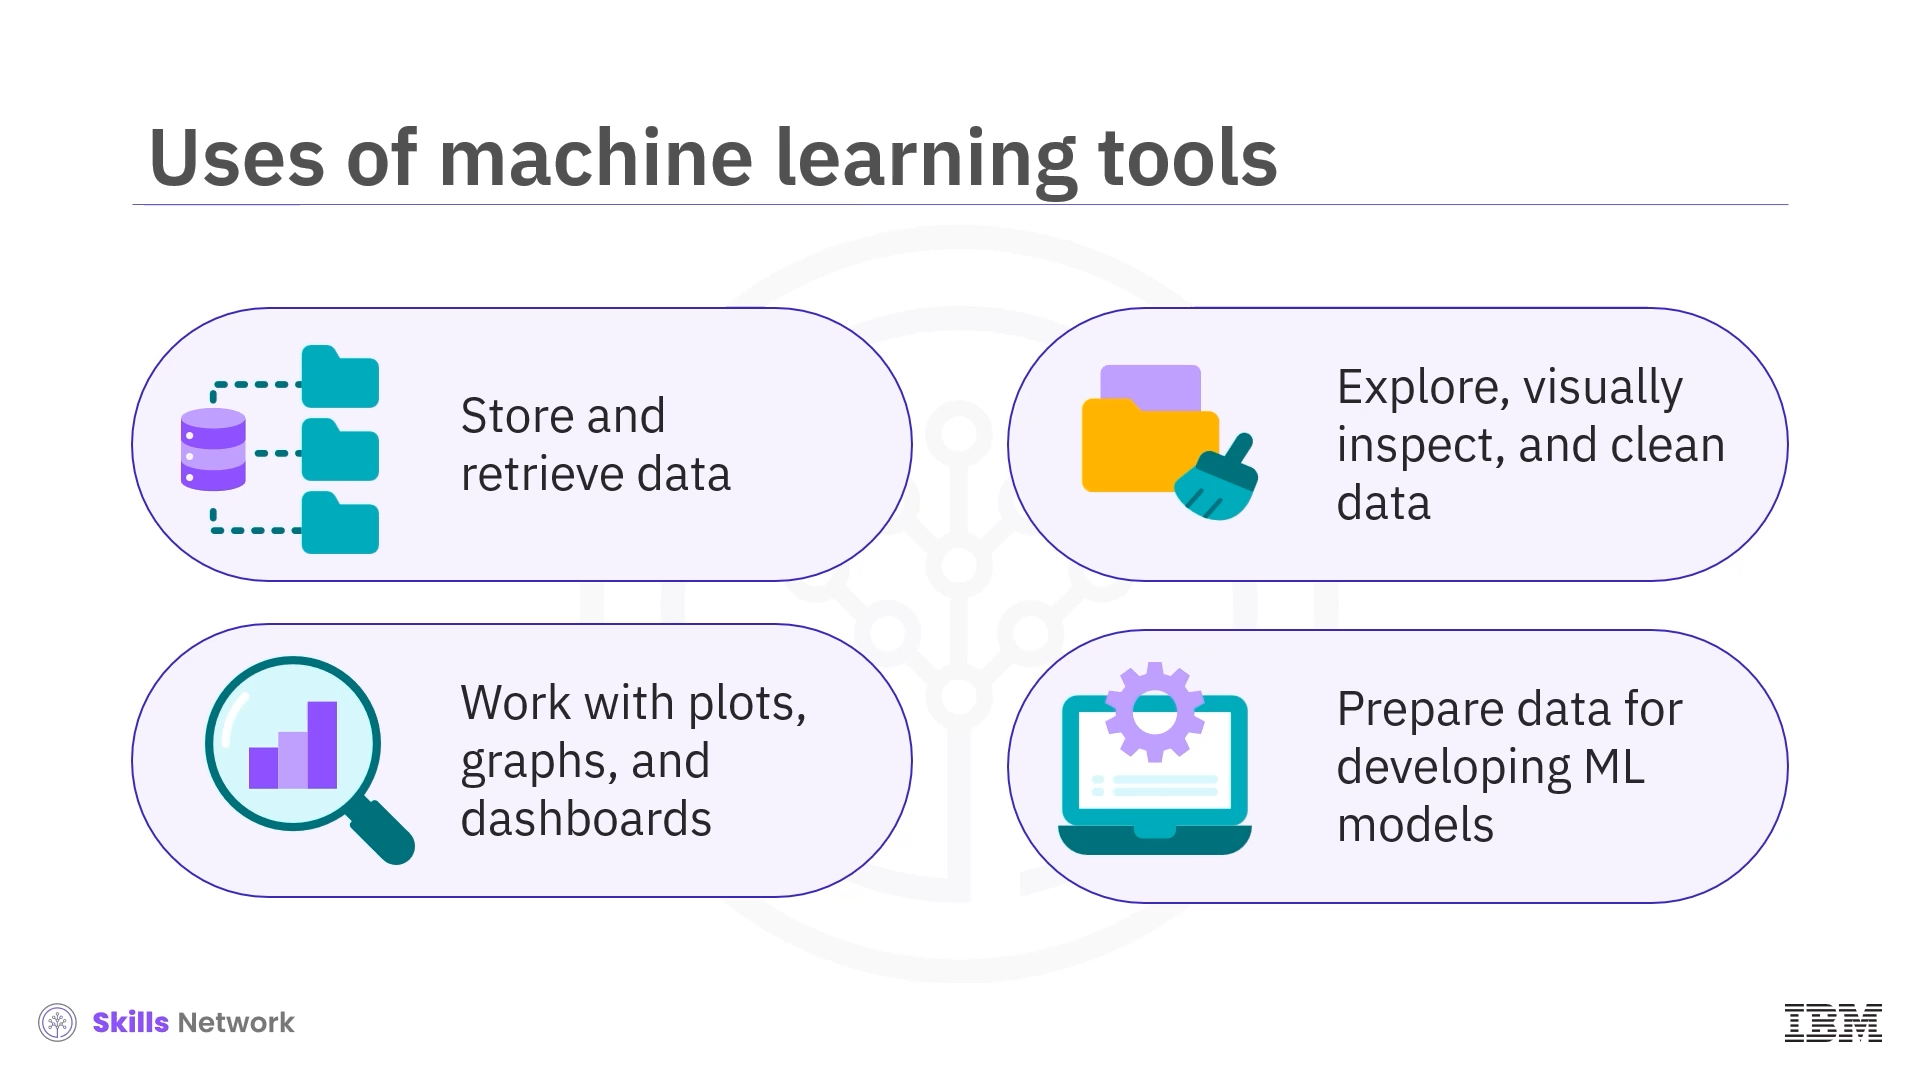 Uses of machine learning tools
Store and
retrieve data
Explore, visually
inspect, and clean
data
Work with plots,
graphs, and
dashboards
Prepare data for
developing ML
models
Skills Network
IBM